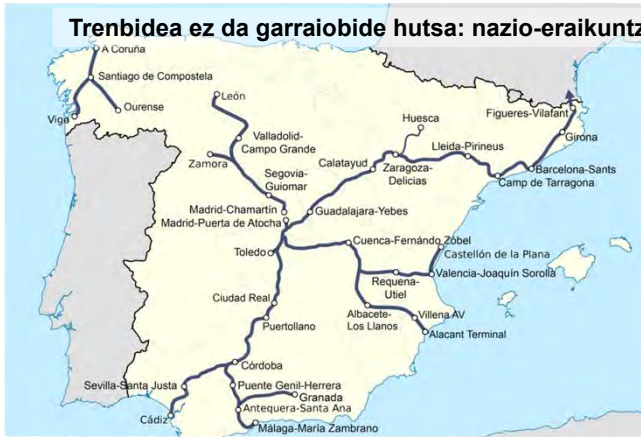 Trenbidea ez da garraiobide hutsa: nazio-eraikuntz
A Coruña
Santiago de Compostela
Vigo
Ourense
León
Valladolid-
Campo Grande
Zamora
Segovia-
Guiomar
Huesca
Figueres-Vilafant
Girona
Lleida-Pirineus
Calatayud
Zaragoza-
Delicias
Barcelona-Sants
Camp de Tarragona
Madrid-Chamartín
Madrid-Puerta de Atocha
Guadalajara-Yebes
Toledo
Cuenca-Fernándo Zóbel
Castellón de la Plana
Valencia-Joaquín Sorolla
Requena-
Utiel
Ciudad Real
Albacete-
Los Llanos
Villena AV
Puertollano
Alacant Terminal
Córdoba
Sevilla-Santa Justa
Puente Genil-Herrera
Granada
Antequera-Santa Ana
Cádiz
Málaga-María Zambrano